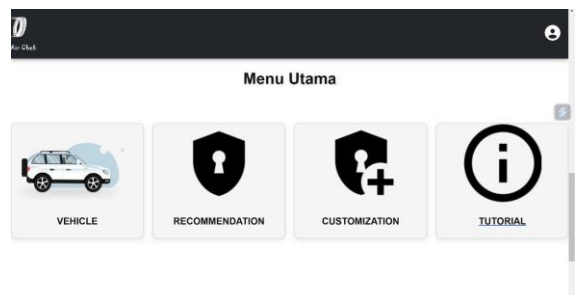 Menu Utama
VEHICLE
RECOMMENDATION
CUSTOMIZATION
TUTORIAL